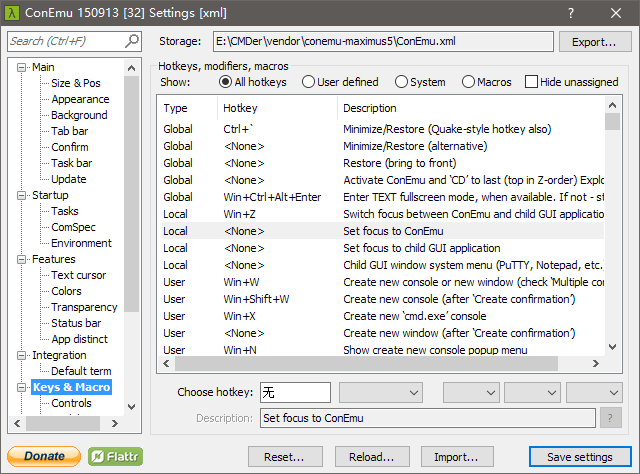 ConEmu 150913 [32] Settings [xml]
Search (Ctrl+F)
Storage: E:\CMDer\vendor\conemu-maximus5\ConEmu.xml Export...
Main
Size & Pos
Appearance
Background
Tab bar
Confirm
Task bar
Update
Startup
Tasks
ComSpec
Environment
Features
Text cursor
Colors
Transparency
Status bar
App distinct
Integration
Default term
Keys & Macro
Controls
Hotkeys, modifiers, macros
Show: All hotkeys User defined System Macros Hide unassigned
Type Hotkey Description
Global Ctrl+` Minimize/Restore (Quake-style hotkey also)
Global <None> Minimize/Restore (alternative)
Global <None> Restore (bring to front)
Global <None> Activate ConEmu and ‘CD’ to last (top in Z-order) Explo
Global Win+Ctrl+Alt+Enter Enter TEXT fullscreen mode, when available. If not - s
Local Win+Z Switch focus between ConEmu and child GUI application
Local <None> Set focus to ConEmu
Local <None> Set focus to child GUI application
Local <None> Child GUI window system menu (PuTTY, Notepad, etc.
User Win+W Create new console or new window (check ‘Multiple con
User Win+Shift+W Create new console (after ‘Create confirmation’)
User Win+X Create new ‘cmd.exe’ console
User <None> Create new window (after ‘Create confirmation’)
User Win+N Show create new console popup menu
Choose hotkey: 无
Description: Set focus to ConEmu ?
Donate Flattr Reset... Reload... Import... Save settings